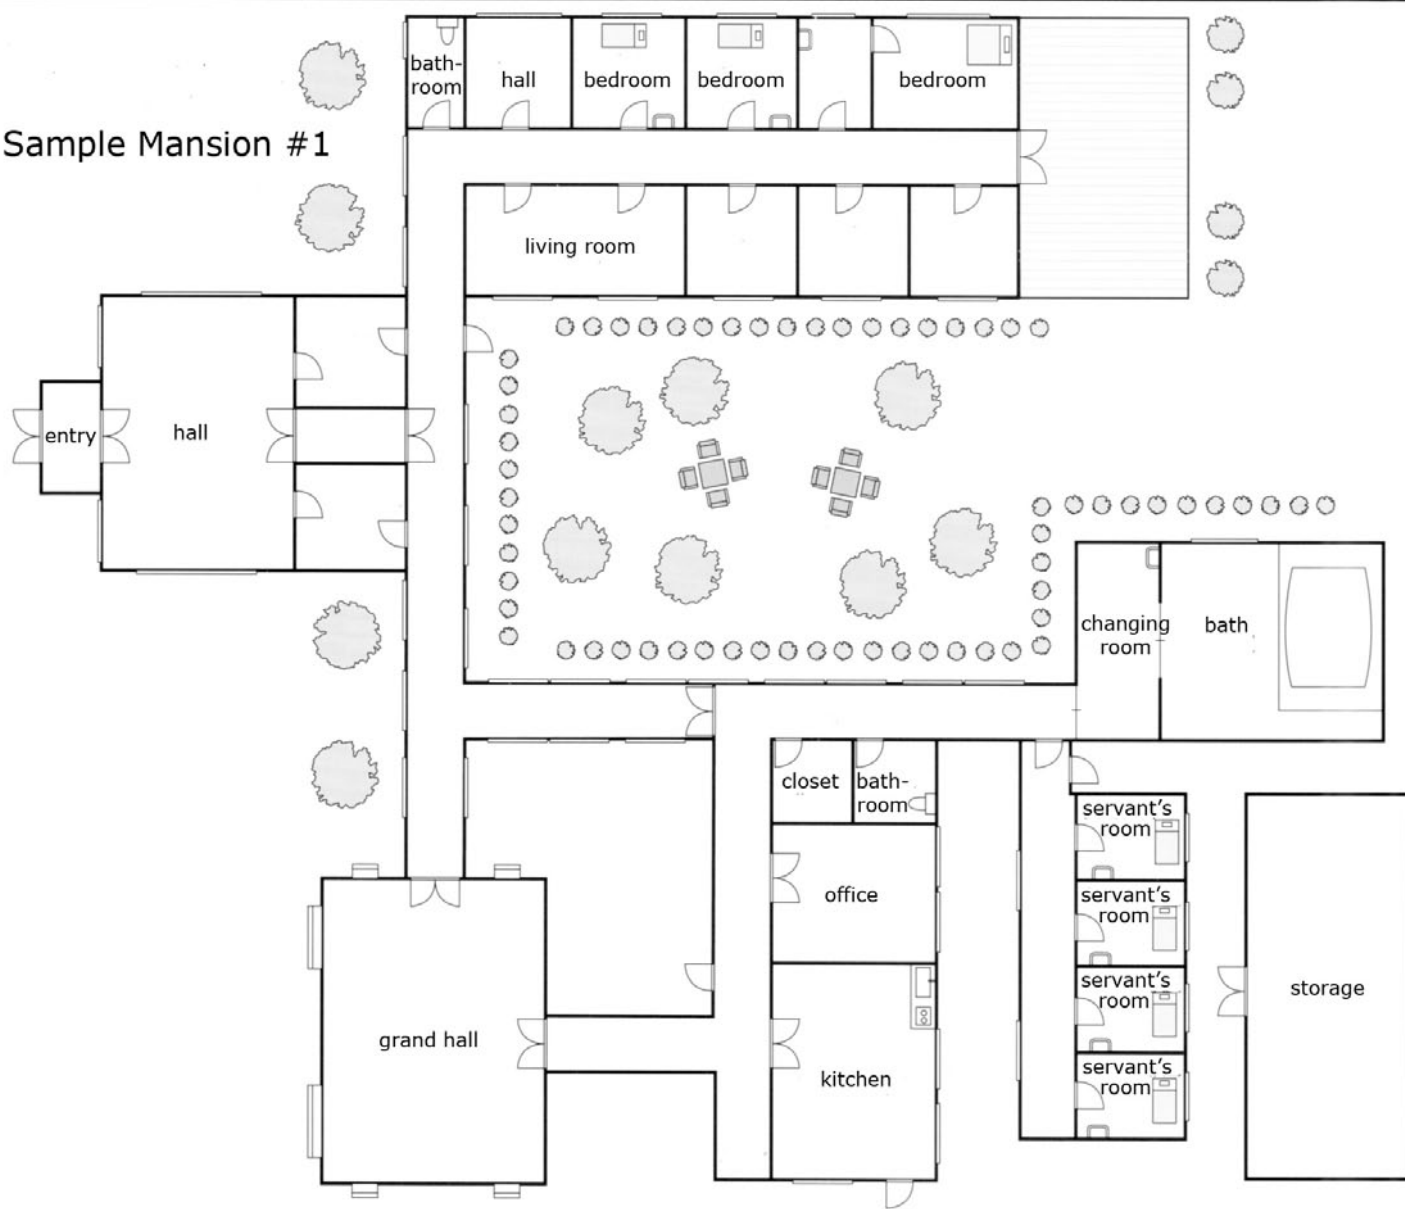 bath-
room
hall
bedroom
bedroom
bedroom
Sample Mansion #1
living room
entry
hall
changing
room
bath
closet
bath-
room
servant's
room
office
servant's
room
servant's
room
storage
grand hall
kitchen
servant's
room